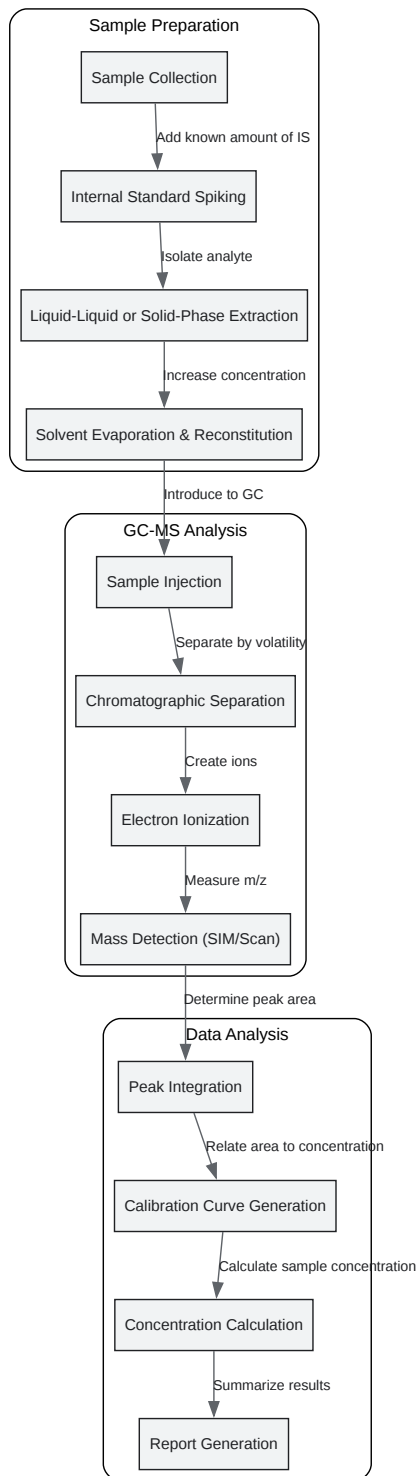 Sample Preparation
Sample Collection
Add known amount of IS
Internal Standard Spiking
Isolate analyte
Liquid-Liquid or Solid-Phase Extraction
Increase concentration
Solvent Evaporation & Reconstitution
Introduce to GC
GC-MS Analysis
Sample Injection
Separate by volatility
Chromatographic Separation
Create ions
Electron Ionization
Measure m/z
Mass Detection (SIM/Scan)
Determine peak area
Data Analysis
Peak Integration
Relate area to concentration
Calibration Curve Generation
Calculate sample concentration
Concentration Calculation
Summarize results
Report Generation